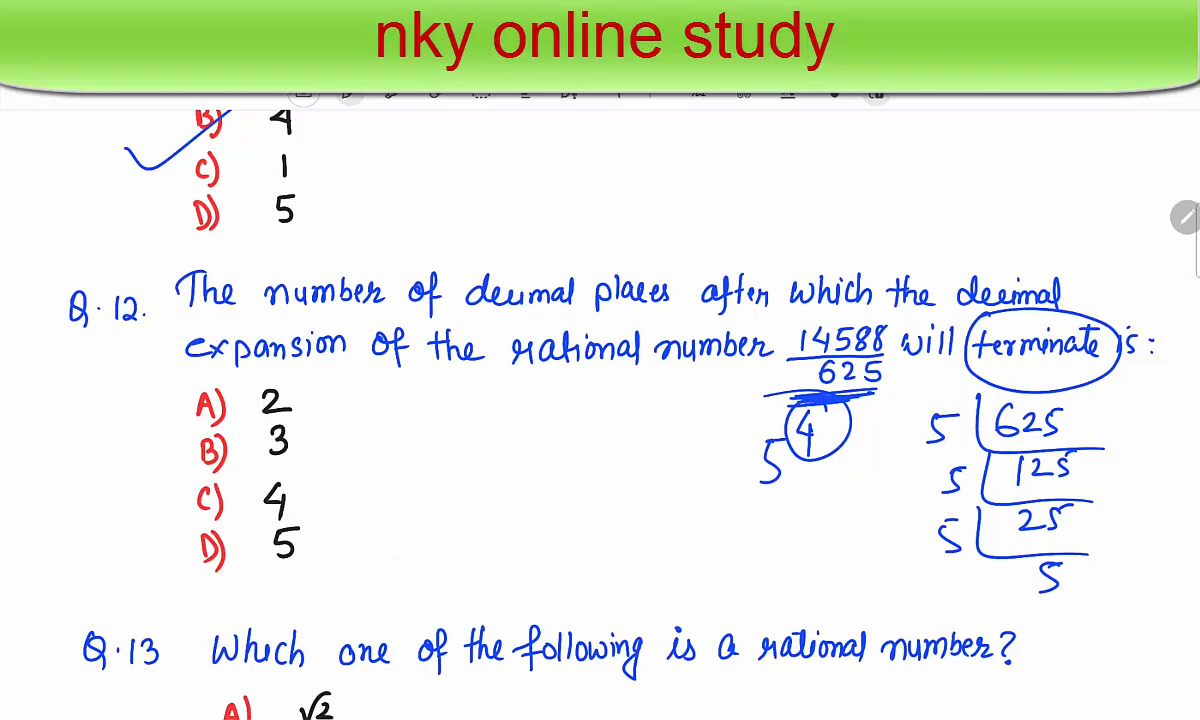 nky online study
B) 4
C) 1
D) 5
Q.12. The number of decimal places after which the decimal
expansion of the rational number 14588/625 will terminate is:
A) 2
B) 3
C) 4
D) 5
5^4
5 | 625
5 | 125
5 | 25
5
Q.13 Which one of the following is a rational number?
A) √2